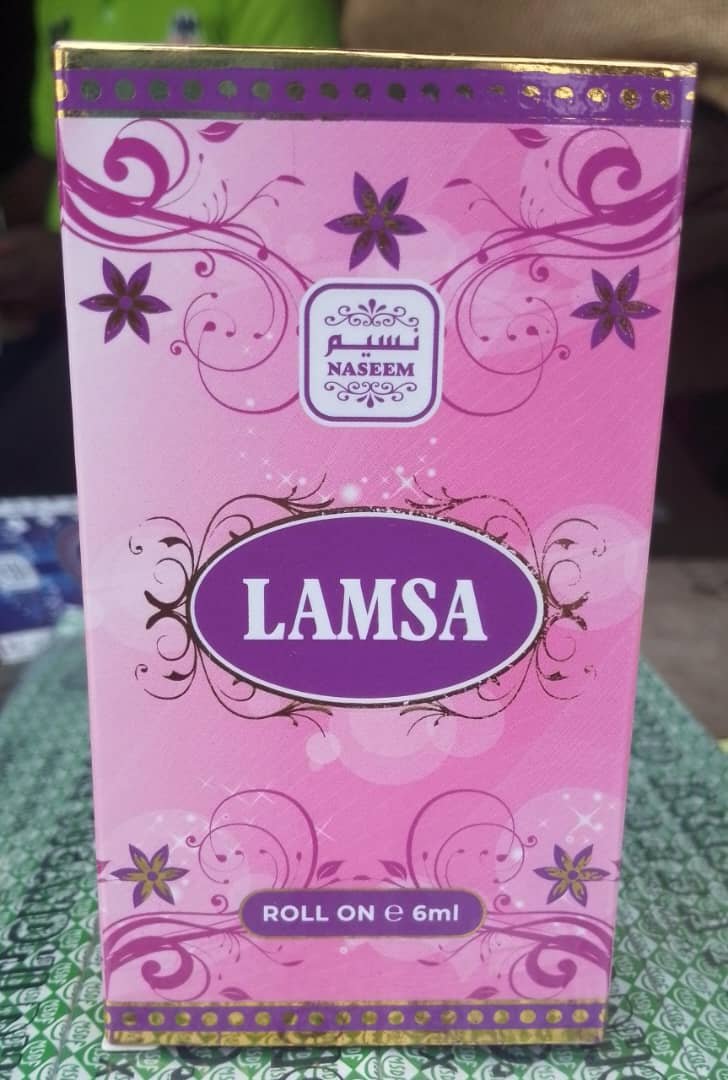 نسيم
NASEEM
LAMSA
ROLL ON ℮ 6ml